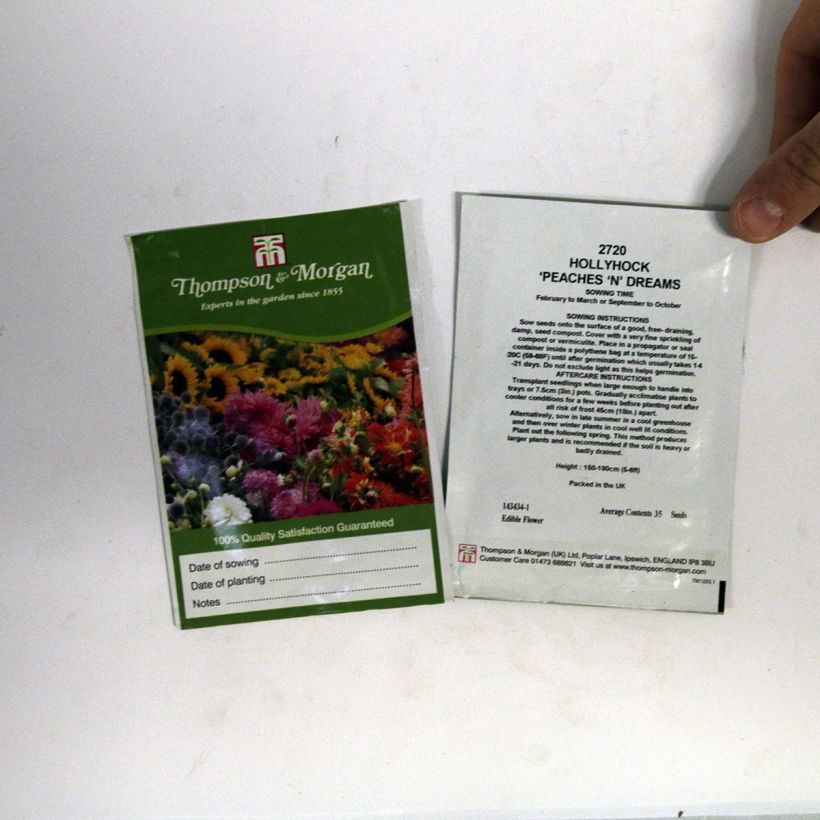 Thompson & Morgan
Experts in the garden since 1855
100% Quality Satisfaction Guaranteed
Date of sowing
Date of planting
Notes
2720
HOLLYHOCK
'PEACHES 'N' DREAMS
SOWING TIME
February to March or September to October
SOWING INSTRUCTIONS
Sow seeds onto the surface of a good, free- draining,
damp, seed compost. Cover with a very fine sprinkling of
compost or vermiculite. Place in a propagator or seal
container inside a polythene bag at a temperature of 15-
20C (59-68F) until after germination which usually takes 14
-21 days. Do not exclude light as this helps germination.
AFTERCARE INSTRUCTIONS
Transplant seedlings when large enough to handle into
trays or 7.5cm (3in.) pots. Gradually acclimatise plants to
cooler conditions for a few weeks before planting out after
all risk of frost 45cm (18in.) apart.
Alternatively, sow in late summer in a cool greenhouse
and then over winter plants in cool well lit conditions.
Plant out the following spring. This method produces
larger plants and is recommended if the soil is heavy or
badly drained.
Height : 150-180cm (5-6ft)
Packed in the UK
143434-1 Average Contents 35 Seeds
Edible Flower
Thompson & Morgan (UK) Ltd, Poplar Lane, Ipswich, ENGLAND IP8 3BU
Customer Care 01473 688821 Visit us at www.thompson-morgan.com
TM1223.1